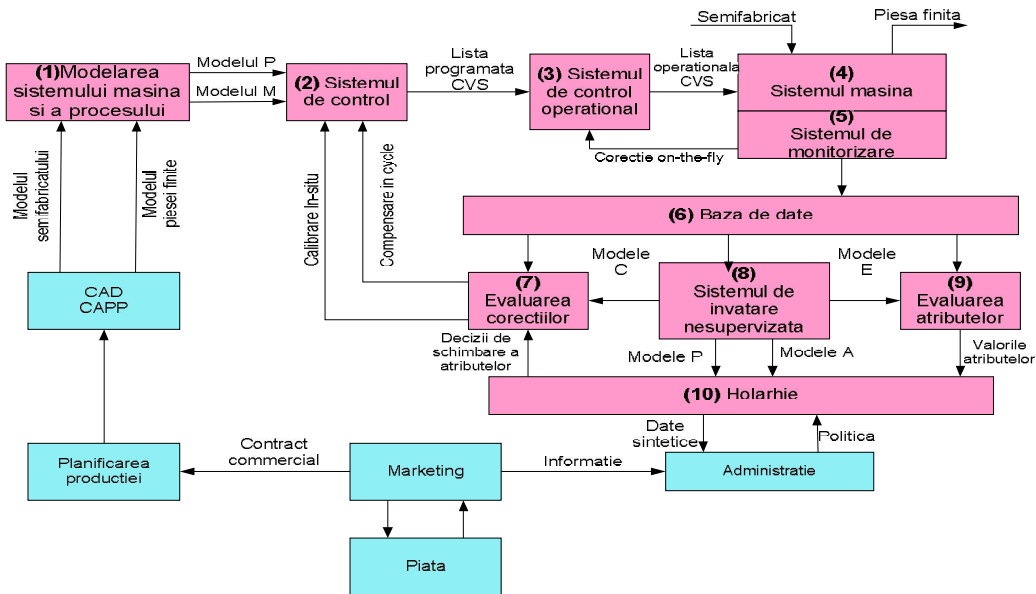 Semifabricat
Piesa finita
(1)Modelarea
sistemului masina
si a procesului
Modelul P
Modelul M
(2) Sistemul
de control
Lista
programata
CVS
(3) Sistemul
de control
operational
Lista
operationala
CVS
(4)
Sistemul masina
(5)
Sistemul de
monitorizare
Corectie on-the-fly
Modelul
semifabricatului
Modelul
piesei finite
Calibrare In-situ
Compensare in cycle
(6) Baza de date
CAD
CAPP
(7)
Evaluarea
corectiilor
Modele
C
(8)
Sistemul de
invatare
nesupervizata
Modele
E
(9)
Evaluarea
atributelor
Decizii de
schimbare a
atributelor
Modele P
Modele A
Valorile
atributelor
(10) Holarhie
Date
sintetice
Politica
Planificarea
productiei
Contract
commercial
Marketing
Informatie
Administratie
Piata